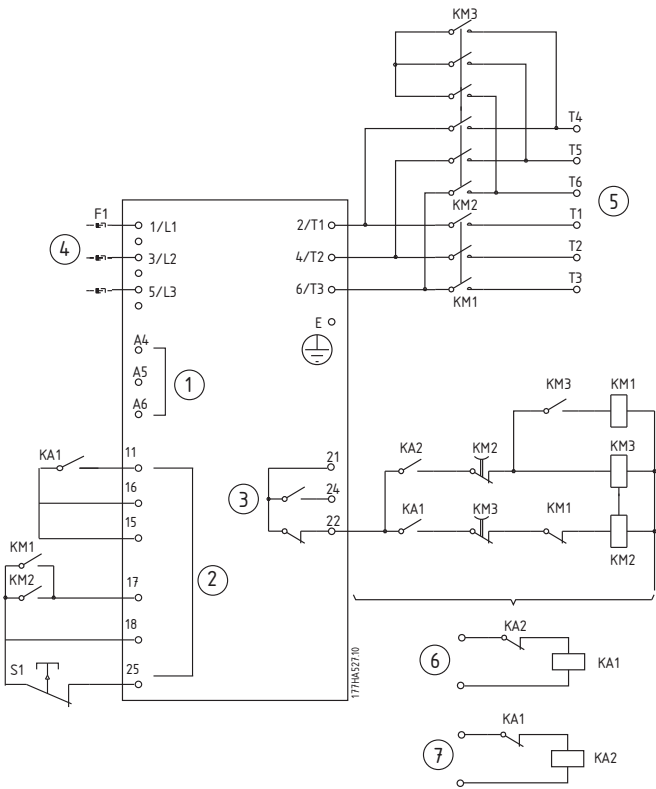 KM3
T4
T5
T6
5
F1
1/L1
2/T1
KM2
T1
4
3/L2
4/T2
T2
5/L3
6/T3
KM1
T3
E
A4
A5
1
A6
KM3
KM1
KA1
11
21
KA2
KM2
KM3
16
3
24
15
22
KA1
KM3
KM1
KM2
KM1
KM2
17
2
18
S1
25
177HA527.10
6
KA2
KA1
7
KA1
KA2